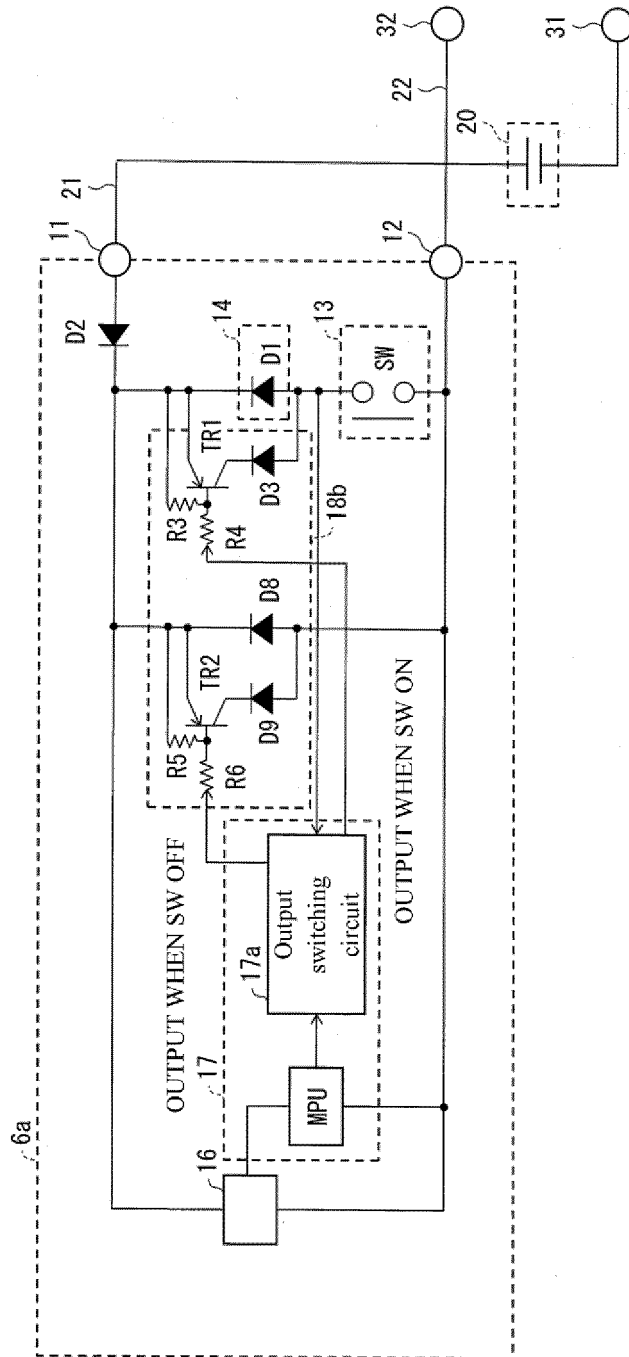 6a
16
17
MPU
17a
Output
switching
circuit
OUTPUT WHEN SW OFF
OUTPUT WHEN SW ON
R5
R6
TR2
D9
D8
R3
R4
TR1
D3
18b
14
D1
13
SW
D2
11
12
21
22
20
32
31